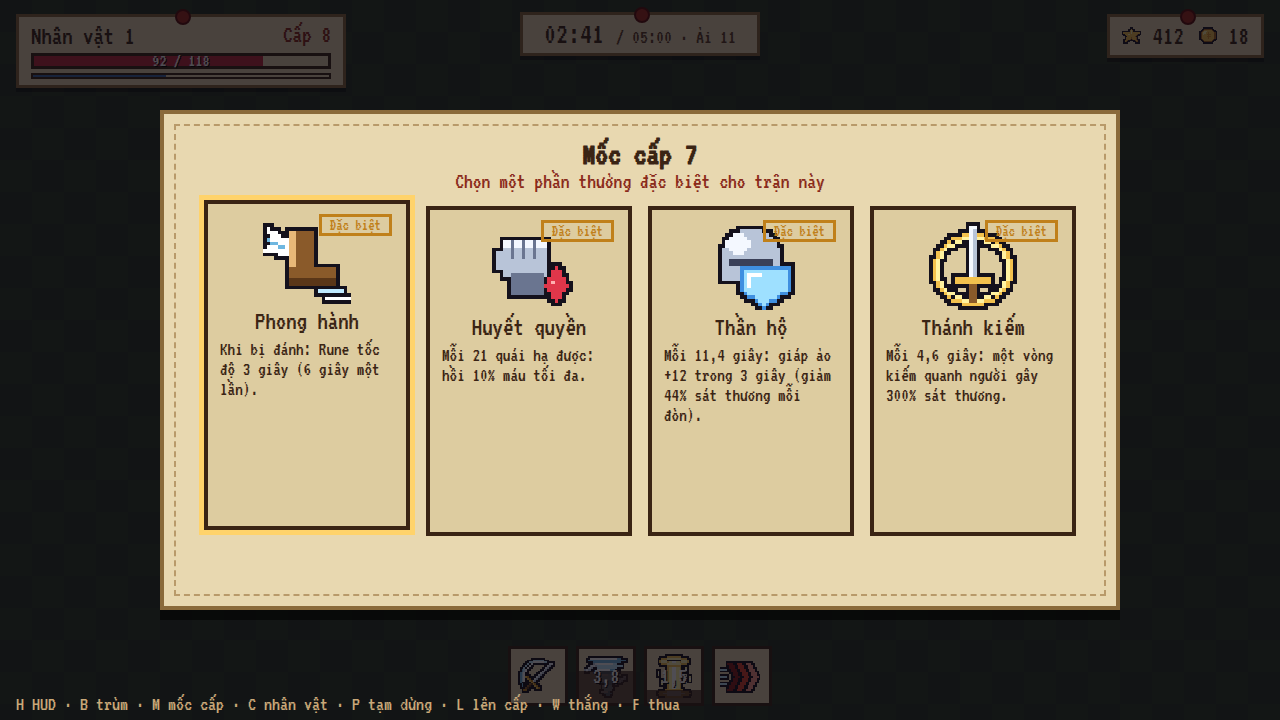 Nhân vật 1 Cấp 8
92 / 118
02:41 / 05:00 · Ải 11
412 18
Mốc cấp 7
Chọn một phần thưởng đặc biệt cho trận này
Đặc biệt
Phong hành
Khi bị đánh: Rune tốc
độ 3 giây (6 giây một
lần).
Đặc biệt
Huyết quyền
Mỗi 21 quái hạ được:
hồi 10% máu tối đa.
Đặc biệt
Thần hộ
Mỗi 11,4 giây: giáp ảo
+12 trong 3 giây (giảm
44% sát thương mỗi
đòn).
Đặc biệt
Thánh kiếm
Mỗi 4,6 giây: một vòng
kiếm quanh người gây
300% sát thương.
3,8
H HUD · B trùm · M mốc cấp · C nhân vật · P tạm dừng · L lên cấp · W thắng · F thua